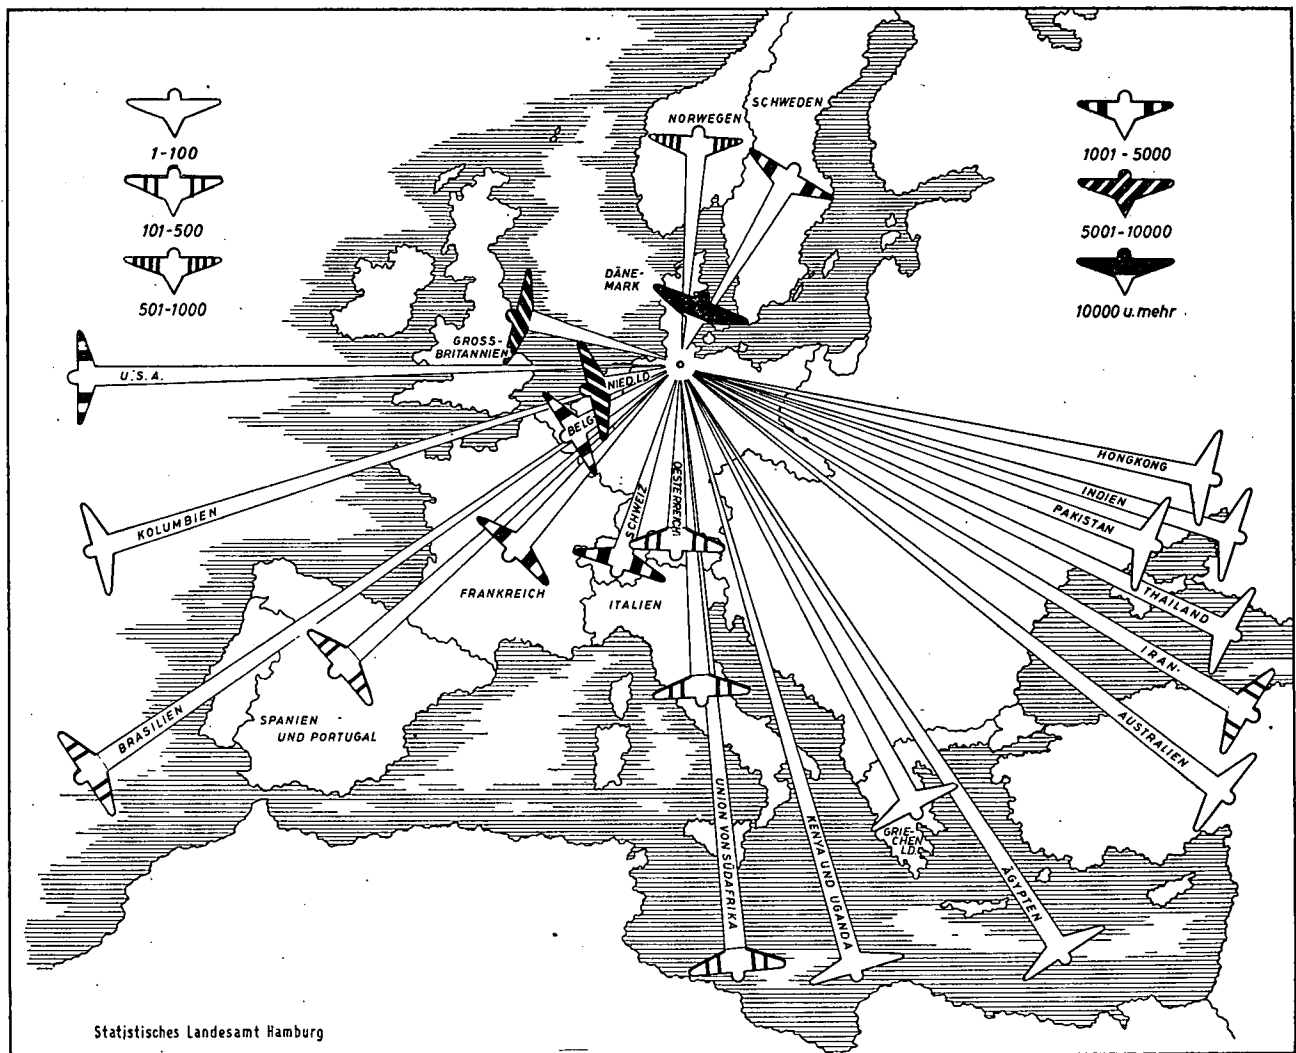 1-100
101-500
501-1000
1001-5000
5001-10000
10000 u. mehr
NORWEGEN
SCHWEDEN
DÄNE-
MARK
GROSS-
BRITANNIEN
U.S.A.
NIED.LD
BELG
KOLUMBIEN
SCHWEIZ
OESTERREICH
HONGKONG
INDIEN
PAKISTAN
THAILAND
IRAN
AUSTRALIEN
FRANKREICH
ITALIEN
BRASILIEN
SPANIEN
UND PORTUGAL
UNION VON SÜDAFRIKA
KENYA UND UGANDA
GRIE-
CHEN
LD.
ÄGYPTEN
Statistisches Landesamt Hamburg